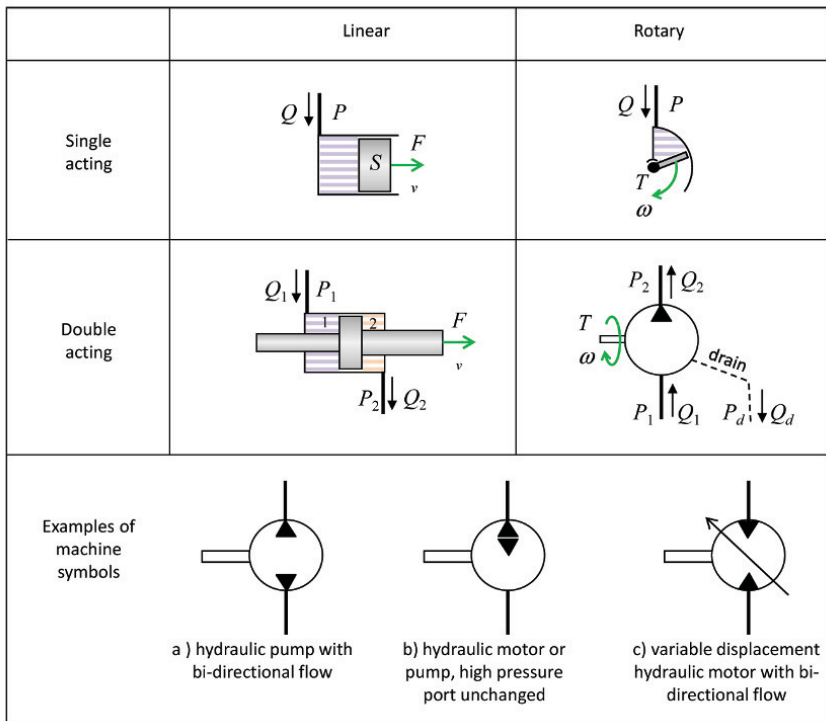 Linear
Rotary
Single
acting
Q P
S
F
v
Q P
T
ω
Double
acting
Q1 P1
1 2
F
v
P2 Q2
P2 Q2
T
ω
drain
P1 Q1
Pd Qd
Examples of
machine
symbols
a ) hydraulic pump with
bi-directional flow
b) hydraulic motor or
pump, high pressure
port unchanged
c) variable displacement
hydraulic motor with bi-
directional flow